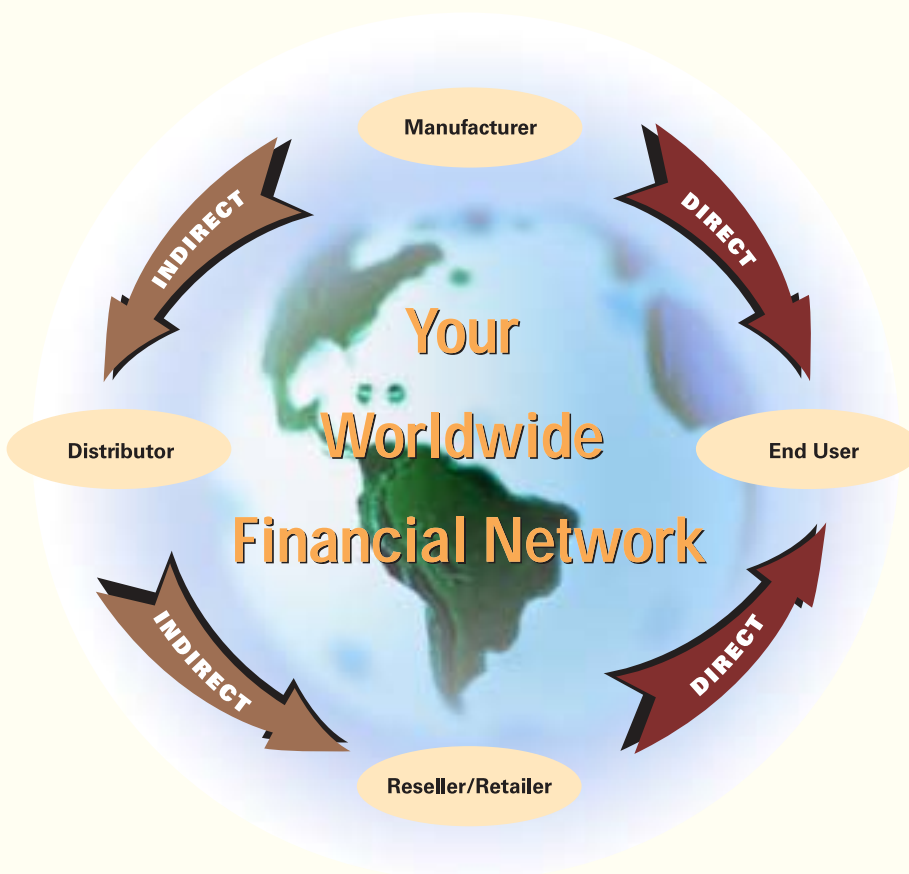 Manufacturer
INDIRECT
DIRECT
Your
Worldwide
Financial Network
Distributor
End User
INDIRECT
DIRECT
Reseller/Retailer